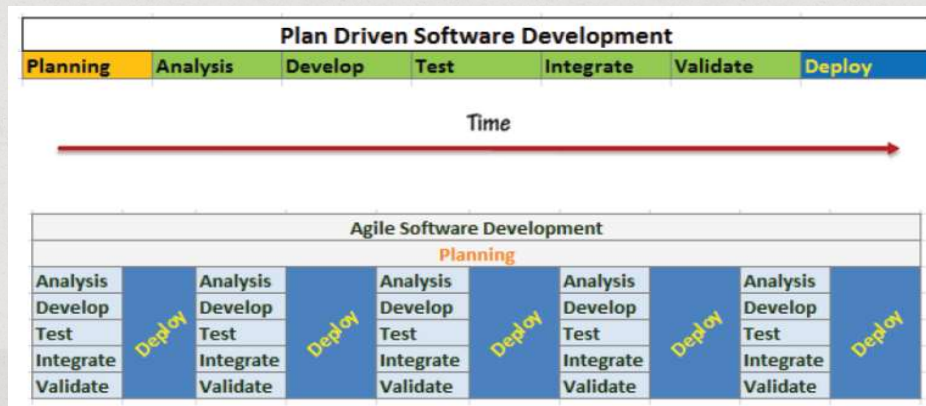 Plan Driven Software Development
Planning Analysis Develop Test Integrate Validate Deploy
Time
Agile Software Development
Planning
Analysis Analysis Analysis Analysis Analysis
Develop Develop Develop Develop Develop
Test Deploy Test Deploy Test Deploy Test Deploy Test Deploy
Integrate Integrate Integrate Integrate Integrate
Validate Validate Validate Validate Validate